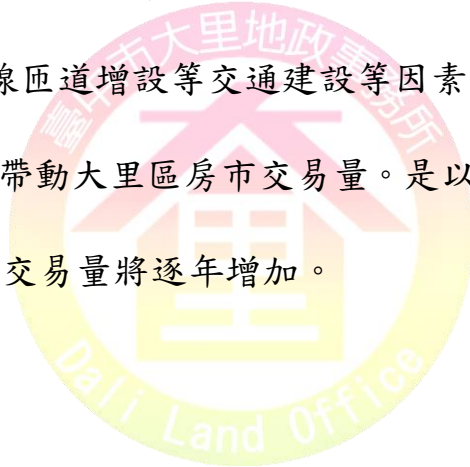 線匝道增設等交通建設等因素
帶動大里區房市交易量。是以
交易量將逐年增加。
臺中市大里地政事務所
里
Dali Land Office